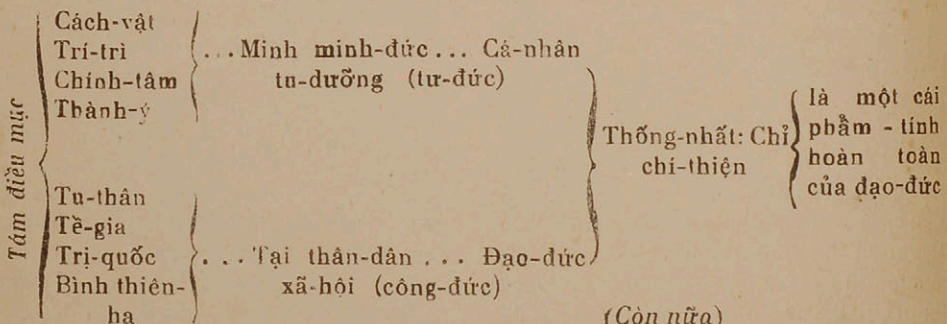 Tám điều mục
Cách-vật
Trí-tri
Chính-tâm
Thành-ý
...Minh minh-đức... Cá-nhân
tu-dưỡng (tư-đức)
Tu-thân
Tề-gia
Trị-quốc
Bình thiên-
hạ
... Tại thân-dân ... Đạo-đức
xã-hội (công-đức)
Thống-nhất: Chỉ
chí-thiện
là một cái
phẩm - tính
hoàn toàn
của đạo-đức
(Còn nữa)